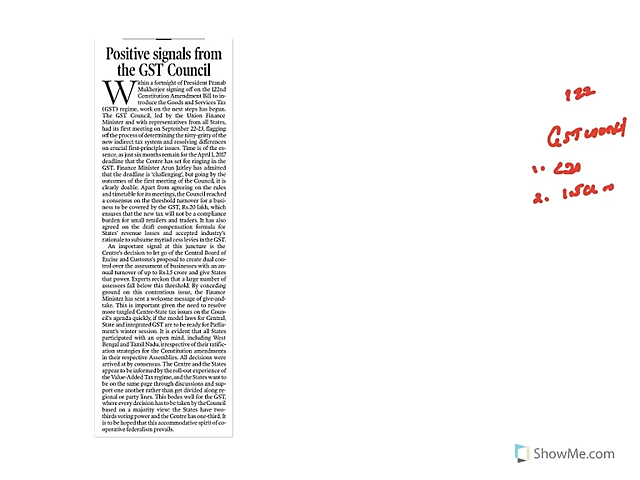 Positive signals from
the GST Council
Within a fortnight of President Pranab
Mukherjee signing off on the 122nd
Constitution Amendment Bill to in-
troduce the Goods and Services Tax
(GST) regime, work on the next steps has begun.
The GST Council, led by the Union Finance
Minister and with representatives from all States,
had its first meeting on September 22-23, flagging
off the process of determining the nitty-gritty of the
new indirect tax system and resolving differences
on crucial first-principle issues. Time is of the es-
sence, as just six months remain for the April 1, 2017
deadline that the Centre has set for ringing in the
GST. Finance Minister Arun Jaitley has admitted
that the deadline is 'challenging', but going by the
outcomes of the first meeting of the Council, it is
clearly doable. Apart from agreeing on the rules
and timetable for its meetings, the Council reached
a consensus on the threshold turnover for a busi-
ness to be covered by the GST, Rs.20 lakh, which
ensures that the new tax will not be a compliance
burden for small retailers and traders. It has also
agreed on the draft compensation formula for
States' revenue losses and accepted industry's
rationale to subsume myriad cess levies in the GST.
An important signal at this juncture is the
Centre's decision to let go of the Central Board of
Excise and Customs's proposal to create dual con-
trol over the assessment of businesses with an an-
nual turnover of up to Rs.1.5 crore and give States
that power. Experts reckon that a large number of
assessees fall below this threshold. By conceding
ground on this contentious issue, the Finance
Minister has sent a welcome message of give-and-
take. This is important given the need to resolve
more tangled Centre-State tax issues on the Coun-
cil's agenda quickly, if the model laws for Central,
State and integrated GST are to be ready for Parlia-
ment's winter session. It is evident that all States
participated with an open mind, including West
Bengal and Tamil Nadu, irrespective of their ratific-
ation strategies for the Constitution amendments
in their respective Assemblies. All decisions were
arrived at by consensus. The Centre and the States
appear to be informed by the roll-out experience of
the Value-Added Tax regime, and the States want to
be on the same page through discussions and sup-
port one another rather than get divided along re-
gional or party lines. This bodes well for the GST,
where every decision has to be taken by the Council
based on a majority view: the States have two-
thirds voting power and the Centre has one-third. It
is to be hoped that this accommodative spirit of co-
operative federalism prevails.
122
GST council
1. 
2. 1.5
ShowMe.com